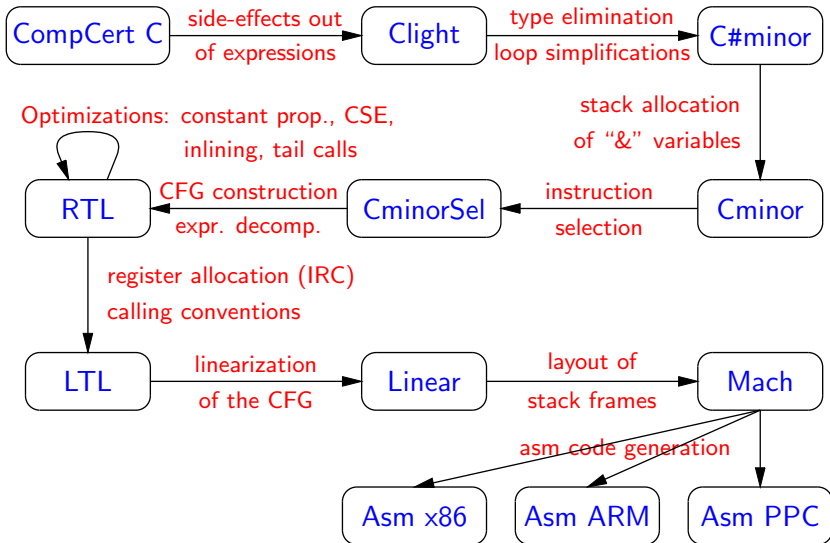 CompCert C
side-effects out
of expressions
Clight
type elimination
loop simplifications
C#minor
stack allocation
of “&” variables
Optimizations: constant prop., CSE,
inlining, tail calls
RTL
CFG construction
expr. decomp.
CminorSel
instruction
selection
Cminor
register allocation (IRC)
calling conventions
LTL
linearization
of the CFG
Linear
layout of
stack frames
Mach
asm code generation
Asm x86
Asm ARM
Asm PPC